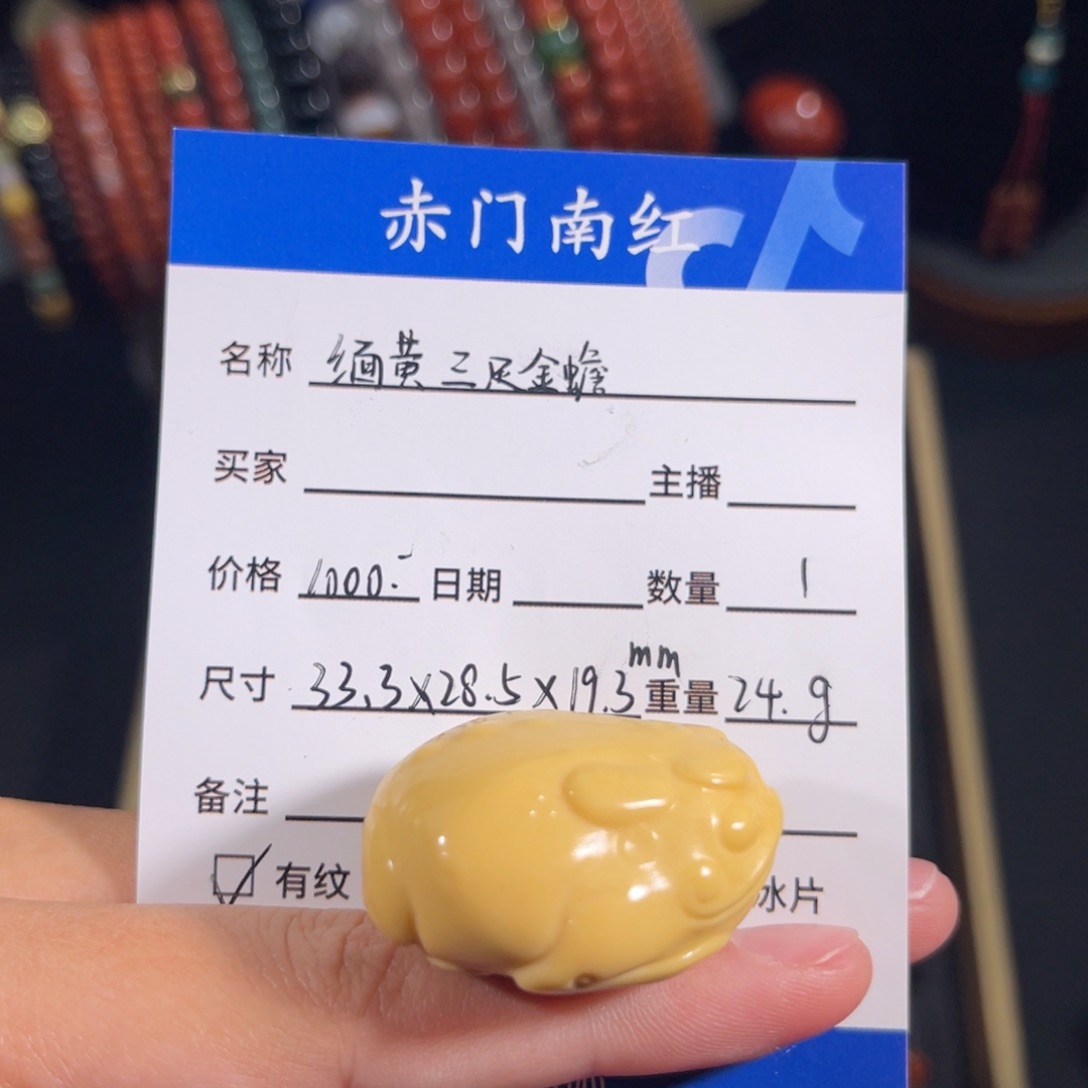 赤门南红
名称 缅黄三足金蟾
买家 主播
价格 1000.- 日期 数量 1
mm
尺寸 33.3x28.5x19.3 重量 24.g
备注
有纹 冰片